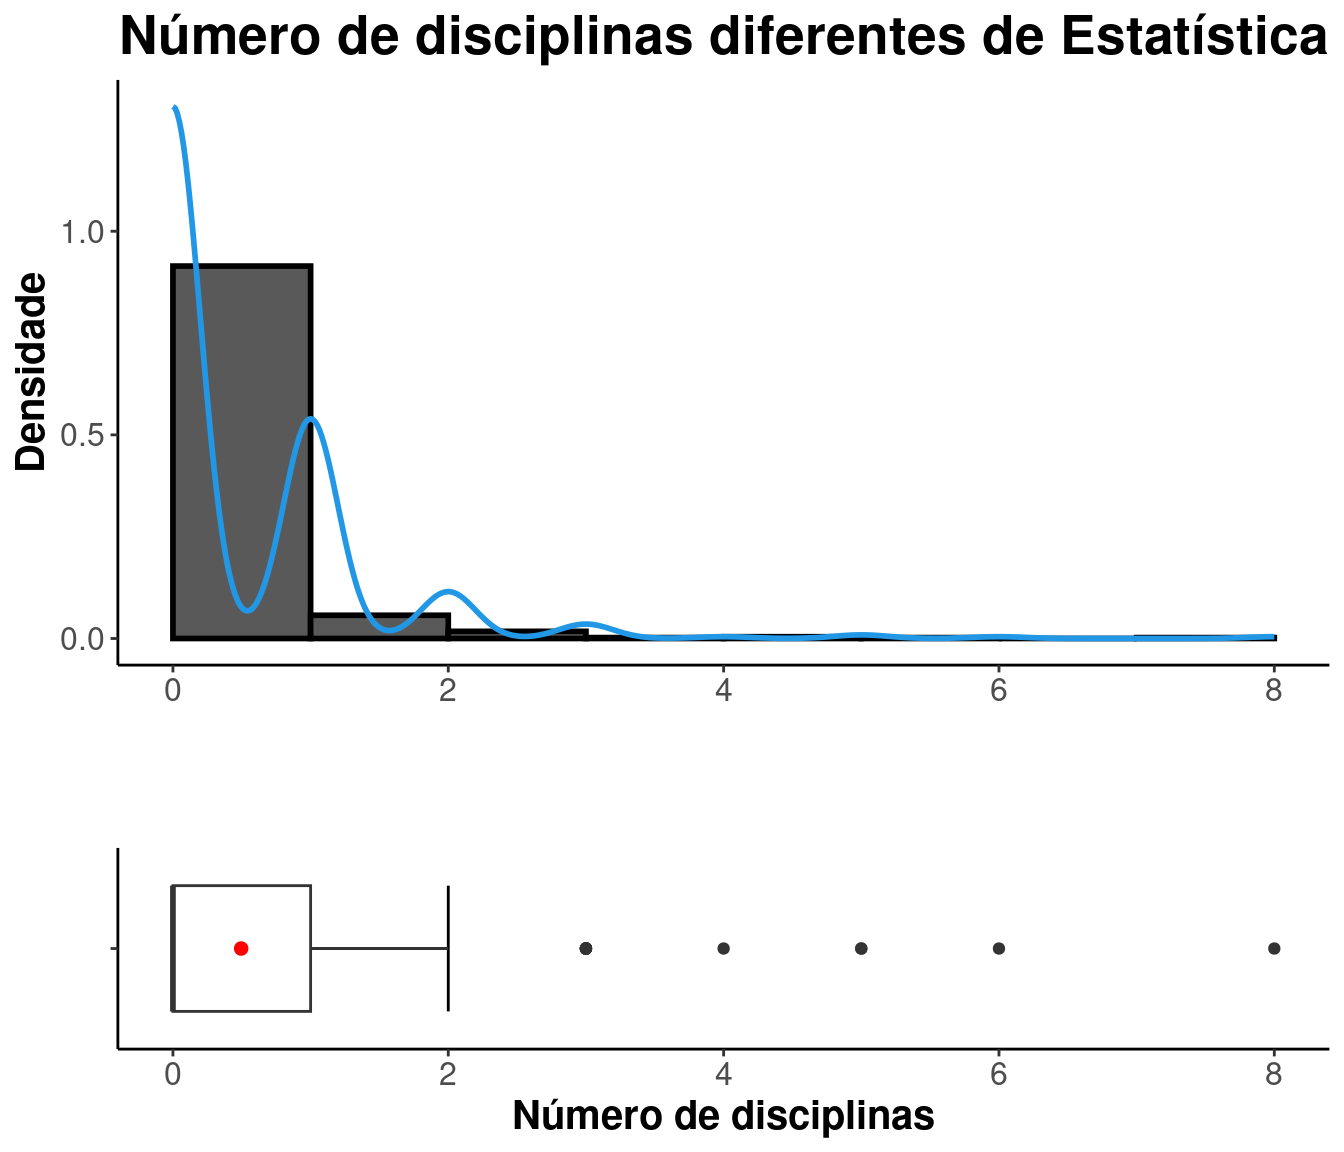 Número de disciplinas diferentes de Estatística
Densidade
1.0
0.5
0.0
0 2 4 6 8
0 2 4 6 8
Número de disciplinas